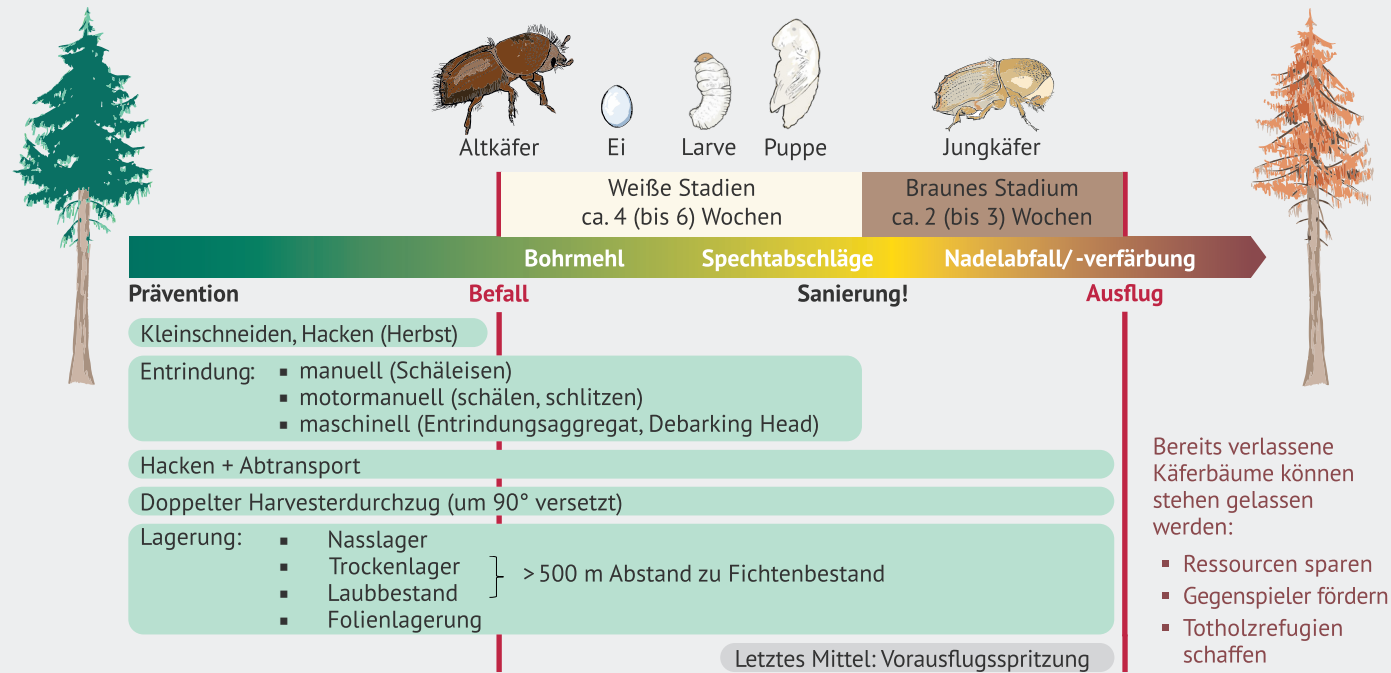 Altkäfer
Ei
Larve
Puppe
Jungkäfer
Weiße Stadien
ca. 4 (bis 6) Wochen
Braunes Stadium
ca. 2 (bis 3) Wochen
Bohrmehl
Spechtabschläge
Nadelabfall/ -verfärbung
Prävention
Befall
Sanierung!
Ausflug
Kleinschneiden, Hacken (Herbst)
Entrindung:
▪ manuell (Schäleisen)
▪ motormanuell (schälen, schlitzen)
▪ maschinell (Entrindungsaggregat, Debarking Head)
Hacken + Abtransport
Doppelter Harvesterdurchzug (um 90° versetzt)
Lagerung:
▪ Nasslager
▪ Trockenlager
▪ Laubbestand
> 500 m Abstand zu Fichtenbestand
▪ Folienlagerung
Letztes Mittel: Vorausflugsspritzung
Bereits verlassene
Käferbäume können
stehen gelassen
werden:
▪ Ressourcen sparen
▪ Gegenspieler fördern
▪ Totholzrefugien
schaffen